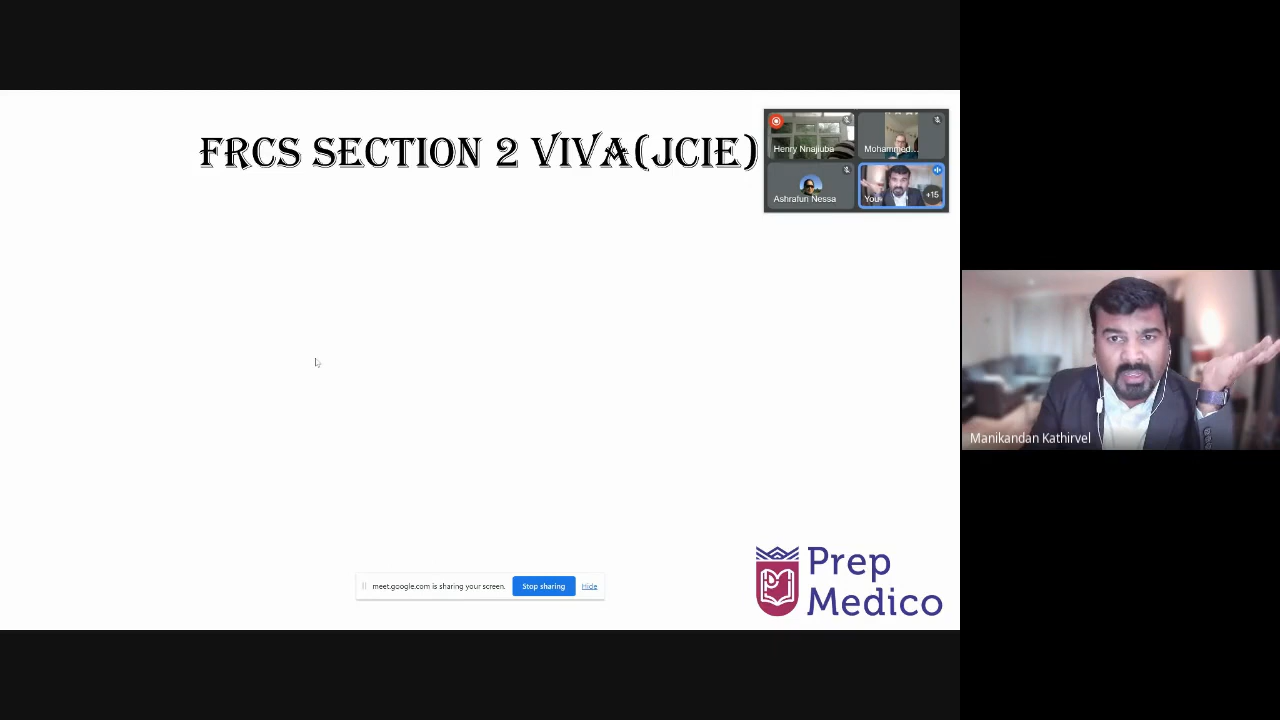 FRCS SECTION 2 VIVA(JCIE)
Henry Nnajiuba
Mohammed...
Ashrafun Nessa
You
+15
Manikandan Kathirvel
meet.google.com is sharing your screen.
Stop sharing
Hide
Prep
Medico